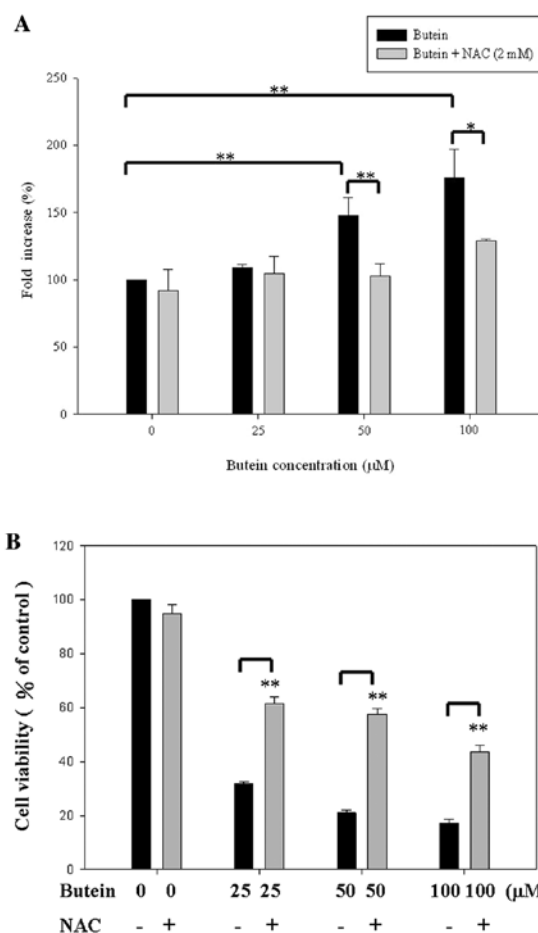 A
Butein
Butein + NAC (2 mM)
250
200
150
100
50
0
Fold increase (%)
**
**
**
*
0 25 50 100
Butein concentration (μM)
B
120
100
80
60
40
20
0
Cell viability ( % of control )
**
**
**
Butein 0 0 25 25 50 50 100 100 (μM
NAC - + - + - + - +